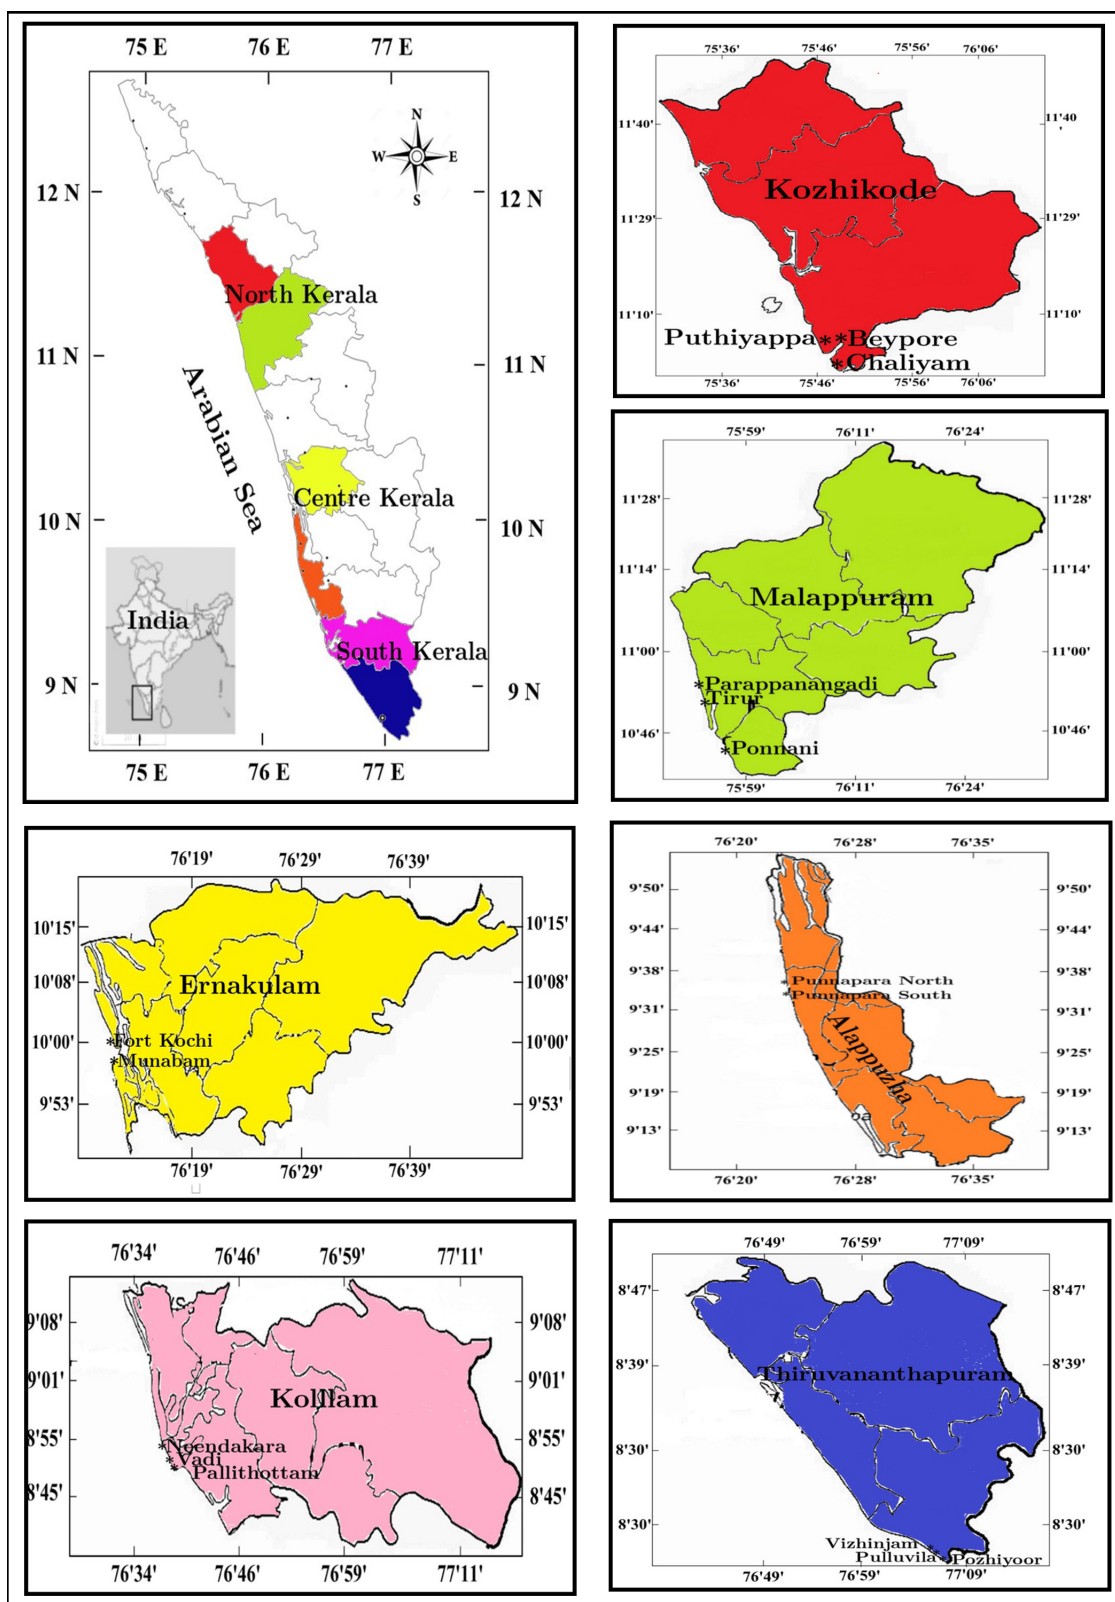 75 E 76 E 77 E
N
W E
S
12 N 12 N
North Kerala
11 N 11 N
Arabian Sea
Centre Kerala
10 N 10 N
India
South Kerala
9 N 9 N
75 E 76 E 77 E
75'36' 75'46' 75'56' 76'06'
11'40' 11'40'
Kozhikode
11'29' 11'29'
11'10' 11'10'
Puthiyappa** Beypore
*Chaliyam
75'36' 75'46' 75'56' 76'06'
75'59' 76'11' 76'24'
11'28' 11'28'
11'14' 11'14'
Malappuram
11'00' 11'00'
*Parappanangadi
*Tirur
10'46' 10'46'
*Ponnani
75'59' 76'11' 76'24'
76'19' 76'29' 76'39'
10'15' 10'15'
10'08' 10'08'
Ernakulam
10'00' *Fort Kochi 10'00'
*Munabam
9'53' 9'53'
76'19' 76'29' 76'39'
76'20' 76'28' 76'35'
9'50' 9'50'
9'44' 9'44'
9'38' 9'38'
*Punnapara North
*Punnapara South
9'31' 9'31'
Alappuzha
9'25' 9'25'
9'19' 9'19'
oa
9'13' 9'13'
76'20' 76'28' 76'35'
76'34' 76'46' 76'59' 77'11'
9'08' 9'08'
9'01' 9'01'
Kolllam
8'55' 8'55'
*Neendakara
*Vadi
*Pallithottam
8'45' 8'45'
76'34' 76'46' 76'59' 77'11'
76'49' 76'59' 77'09'
8'47' 8'47'
8'39' 8'39'
Thiruvananthapuram
8'30' 8'30'
8'30' 8'30'
Vizhinjam*
Pulluvila* *Pozhiyoor
76'49' 76'59' 77'09'